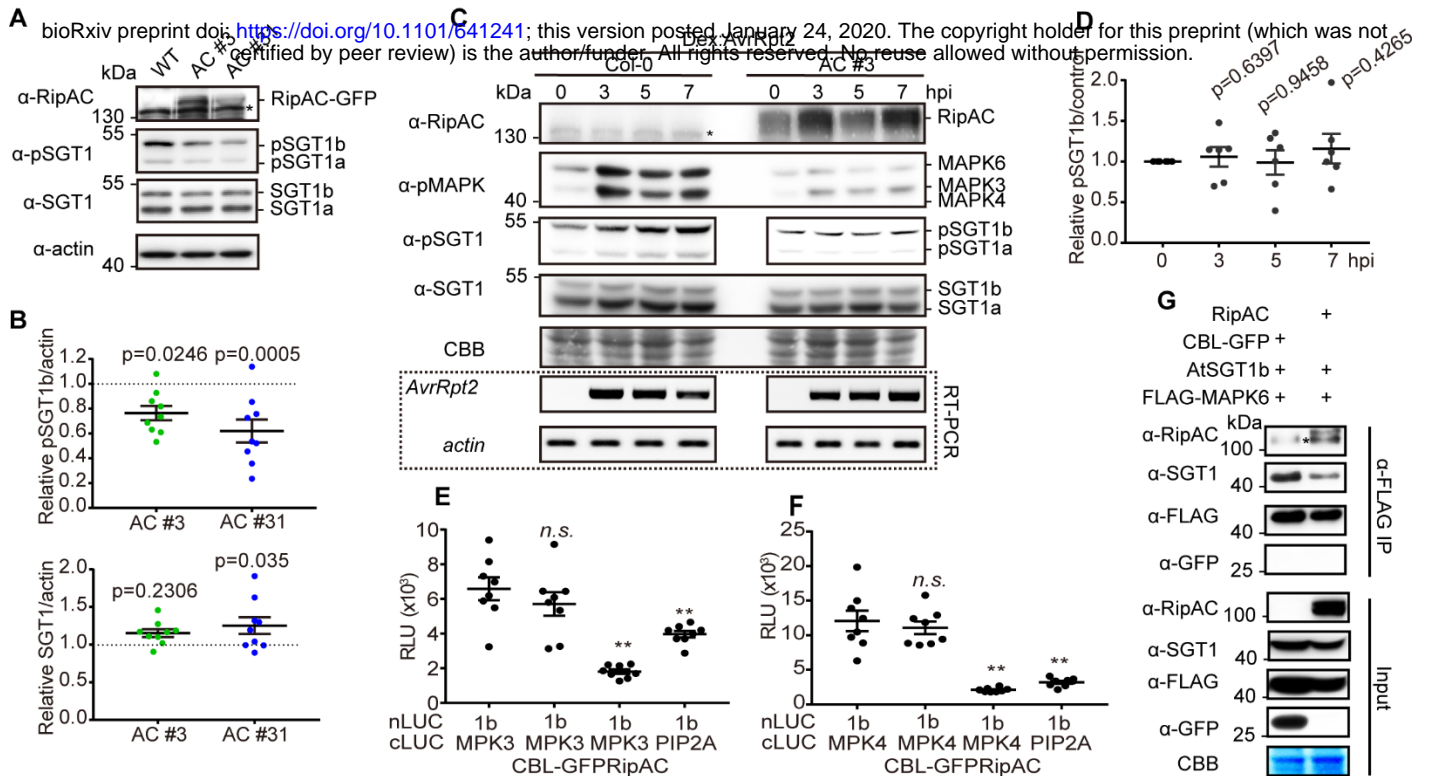 bioRxiv preprint doi: https://doi.org/10.1101/641241; this version posted January 24, 2020. The copyright holder for this preprint (which was not
certified by peer review) is the author/funder. All rights reserved. No reuse allowed without permission.
A
WT AC #3 AC #31
kDa
α-RipAC
130
RipAC-GFP
*
55
α-pSGT1
pSGT1b
pSGT1a
55
α-SGT1
SGT1b
SGT1a
α-actin
40
B
Relative pSGT1b/actin
1.2
1.0
0.8
0.6
0.4
0.2
0.0
p=0.0246 p=0.0005
AC #3 AC #31
Relative SGT1/actin
2.0
1.5
1.0
0.5
0.0
p=0.2306
p=0.035
AC #3 AC #31
C
Dex:AvrRpt2
Col-0 AC #3
kDa 0 3 5 7 0 3 5 7 hpi
α-RipAC
130
*
RipAC
α-pMAPK
40
MAPK6
MAPK3
MAPK4
55
α-pSGT1
pSGT1b
pSGT1a
55
α-SGT1
SGT1b
SGT1a
CBB
AvrRpt2
actin
RT-PCR
D
Relative pSGT1b/control
2.0
1.5
1.0
0.5
0.0
p=0.6397
p=0.9458
p=0.4265
0 3 5 7 hpi
E
RLU (x10³)
10
8
6
4
2
0
n.s.
**
**
nLUC 1b 1b 1b 1b
cLUC MPK3 MPK3 MPK3 PIP2A
CBL-GFPRipAC
F
RLU (x10³)
25
20
15
10
5
0
n.s.
**
**
nLUC 1b 1b 1b 1b
cLUC MPK4 MPK4 MPK4 PIP2A
CBL-GFPRipAC
G
RipAC +
CBL-GFP +
AtSGT1b + +
FLAG-MAPK6 + +
kDa
α-RipAC
100
*
α-SGT1
40
α-FLAG
40
α-GFP
25
α-FLAG IP
α-RipAC
100
α-SGT1
40
α-FLAG
40
α-GFP
25
CBB
Input